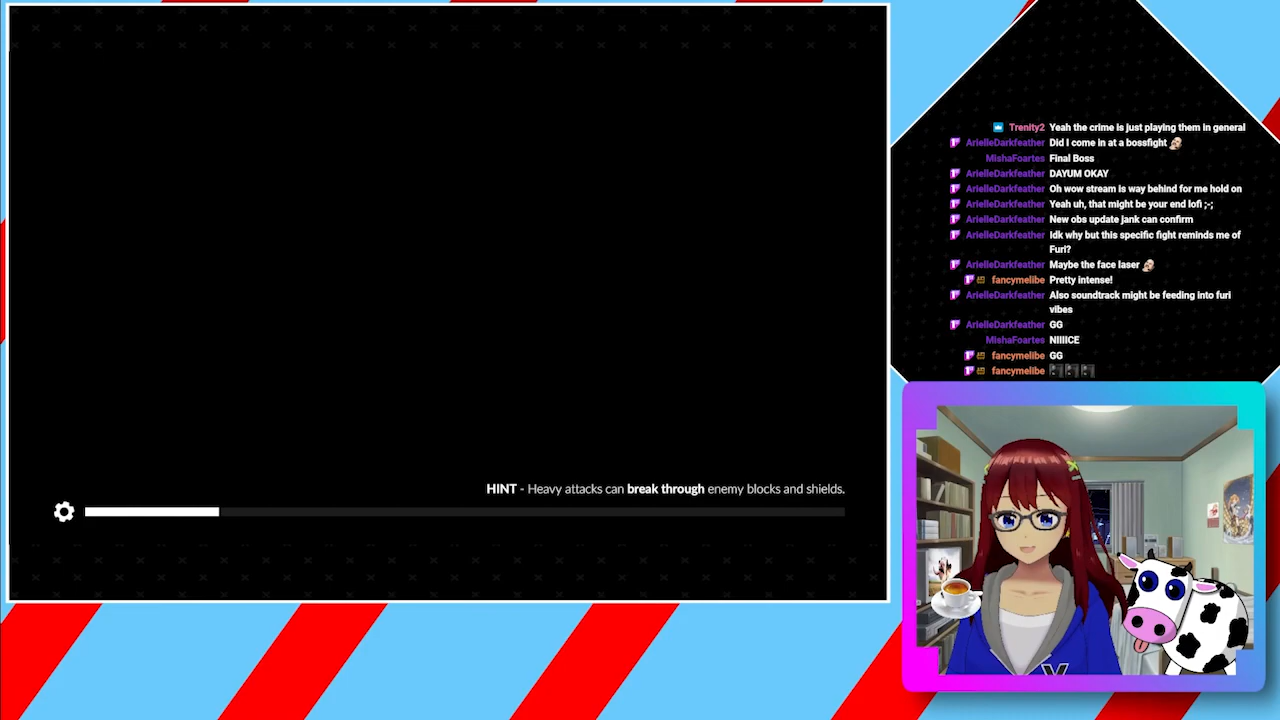 Trenity2 Yeah the crime is just playing them in general
ArielleDarkfeather Did I come in at a bossfight
MishaFoartes Final Boss
ArielleDarkfeather DAYUM OKAY
ArielleDarkfeather Oh wow stream is way behind for me hold on
ArielleDarkfeather Yeah uh, that might be your end lofi ;-;
ArielleDarkfeather New obs update jank can confirm
ArielleDarkfeather Idk why but this specific fight reminds me of
Furi?
ArielleDarkfeather Maybe the face laser
fancymelibe Pretty intense!
ArielleDarkfeather Also soundtrack might be feeding into furi
vibes
ArielleDarkfeather GG
MishaFoartes NIIIICE
fancymelibe GG
fancymelibe
HINT - Heavy attacks can break through enemy blocks and shields.